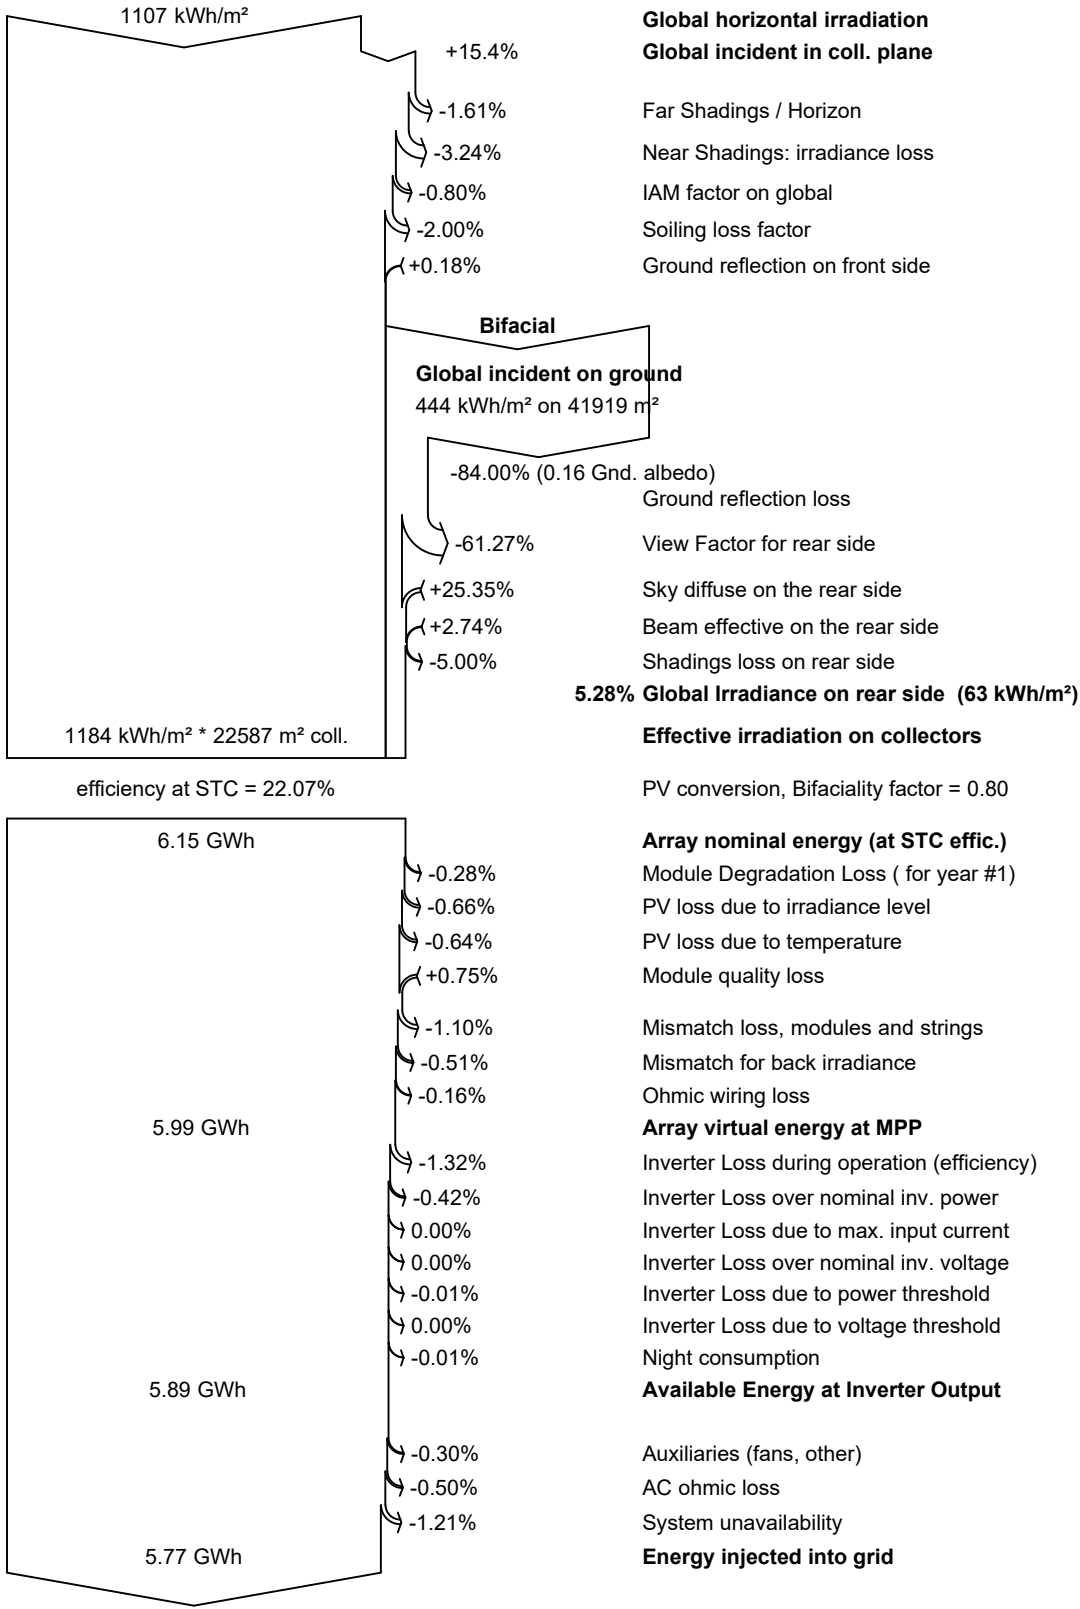 1107 kWh/m² Global horizontal irradiation
+15.4% Global incident in coll. plane
-1.61% Far Shadings / Horizon
-3.24% Near Shadings: irradiance loss
-0.80% IAM factor on global
-2.00% Soiling loss factor
+0.18% Ground reflection on front side
Bifacial
Global incident on ground
444 kWh/m² on 41919 m²
-84.00% (0.16 Gnd. albedo)
Ground reflection loss
-61.27% View Factor for rear side
+25.35% Sky diffuse on the rear side
+2.74% Beam effective on the rear side
-5.00% Shadings loss on rear side
5.28% Global Irradiance on rear side (63 kWh/m²)
1184 kWh/m² * 22587 m² coll. Effective irradiation on collectors
efficiency at STC = 22.07% PV conversion, Bifaciality factor = 0.80
6.15 GWh Array nominal energy (at STC effic.)
-0.28% Module Degradation Loss ( for year #1)
-0.66% PV loss due to irradiance level
-0.64% PV loss due to temperature
+0.75% Module quality loss
-1.10% Mismatch loss, modules and strings
-0.51% Mismatch for back irradiance
-0.16% Ohmic wiring loss
5.99 GWh Array virtual energy at MPP
-1.32% Inverter Loss during operation (efficiency)
-0.42% Inverter Loss over nominal inv. power
0.00% Inverter Loss due to max. input current
0.00% Inverter Loss over nominal inv. voltage
-0.01% Inverter Loss due to power threshold
0.00% Inverter Loss due to voltage threshold
-0.01% Night consumption
5.89 GWh Available Energy at Inverter Output
-0.30% Auxiliaries (fans, other)
-0.50% AC ohmic loss
-1.21% System unavailability
5.77 GWh Energy injected into grid